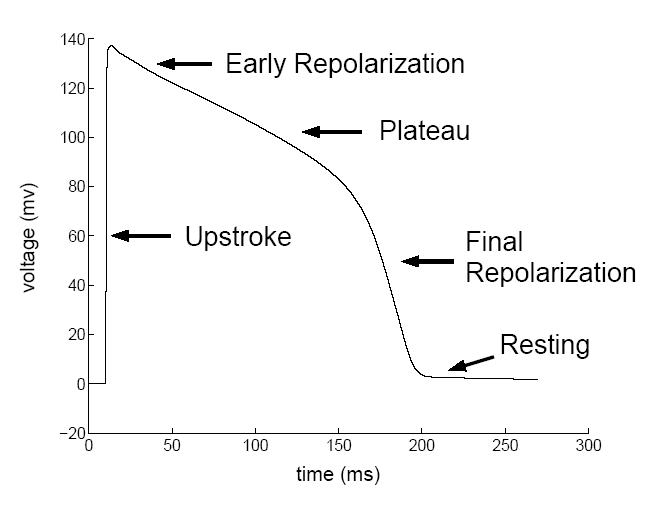 140
120
100
80
60
40
20
0
−20
voltage (mv)
Early Repolarization
Plateau
Upstroke
Final
Repolarization
Resting
0 50 100 150 200 250 300
time (ms)